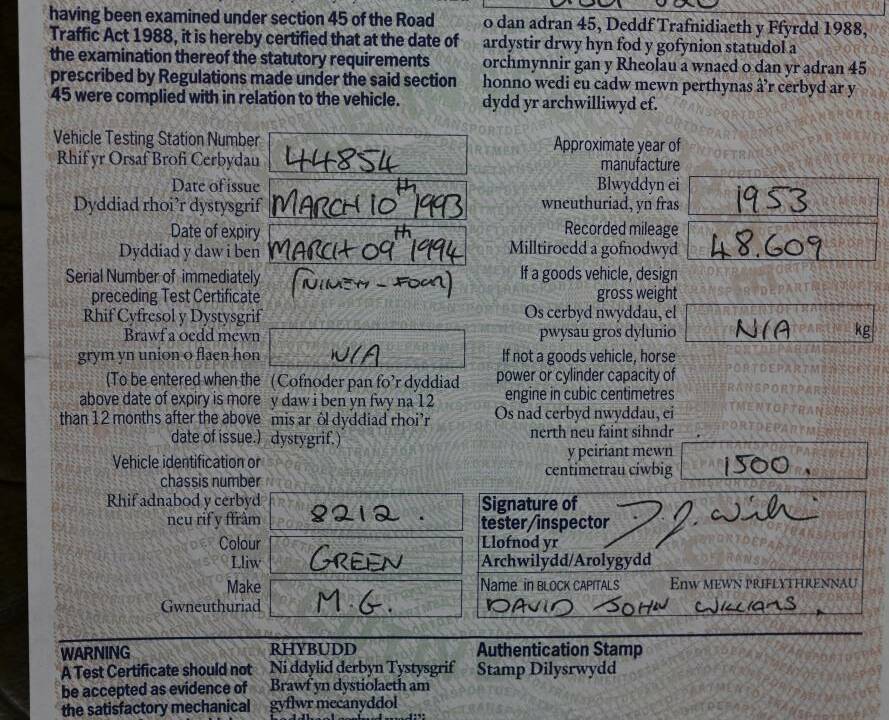 having been examined under section 45 of the Road
Traffic Act 1988, it is hereby certified that at the date of
the examination thereof the statutory requirements
prescribed by Regulations made under the said section
45 were complied with in relation to the vehicle.
o dan adran 45, Deddf Trafnidiaeth y Ffyrdd 1988,
ardystir drwy hyn fod y gofynion statudol a
orchmynnir gan y Rheolau a wnaed o dan yr adran 45
honno wedi eu cadw mewn perthynas â'r cerbyd ar y
dydd yr archwiliwyd ef.
Vehicle Testing Station Number
Rhif yr Orsaf Brofi Cerbydau 44854
Date of issue
Dyddiad rhoi'r dystysgrif MARCH 10th 1993
Date of expiry
Dyddiad y daw i ben MARCH 09th 1994
(NINETY-FOUR)
Serial Number of immediately
preceding Test Certificate
Rhif Cyfresol y Dystysgrif
Brawf a oedd mewn
grym yn union o flaen hon N/A
(To be entered when the
above date of expiry is more
than 12 months after the above
date of issue.)
(Cofnoder pan fo'r dyddiad
y daw i ben yn fwy na 12
mis ar ôl dyddiad rhoi'r
dystygrif.)
Vehicle identification or
chassis number
Rhif adnabod y cerbyd
neu rif y ffrâm 8212.
Colour
Lliw GREEN
Make
Gwneuthuriad M.G.
Approximate year of
manufacture
Blwyddyn ei
wneuthuriad, yn fras 1953
Recorded mileage
Milltiroedd a gofnodwyd 48.609
If a goods vehicle, design
gross weight
Os cerbyd nwyddau, el
pwysau gros dylunio N/A kg
If not a goods vehicle, horse
power or cylinder capacity of
engine in cubic centimetres
Os nad cerbyd nwyddau, ei
nerth neu faint sihndr
y peiriant mewn
centimetrau ciwbig 1500.
Signature of
tester/inspector
Llofnod yr
Archwilydd/Arolygydd
Name in BLOCK CAPITALS Enw MEWN PRIFLYTHRENNAU
DAVID JOHN WILLIAMS.
WARNING
A Test Certificate should not
be accepted as evidence of
the satisfactory mechanical
RHYBUDD
Ni ddylid derbyn Tystysgrif
Brawf yn dystiolaeth am
gyflwr mecanyddol
Authentication Stamp
Stamp Dilysrwydd